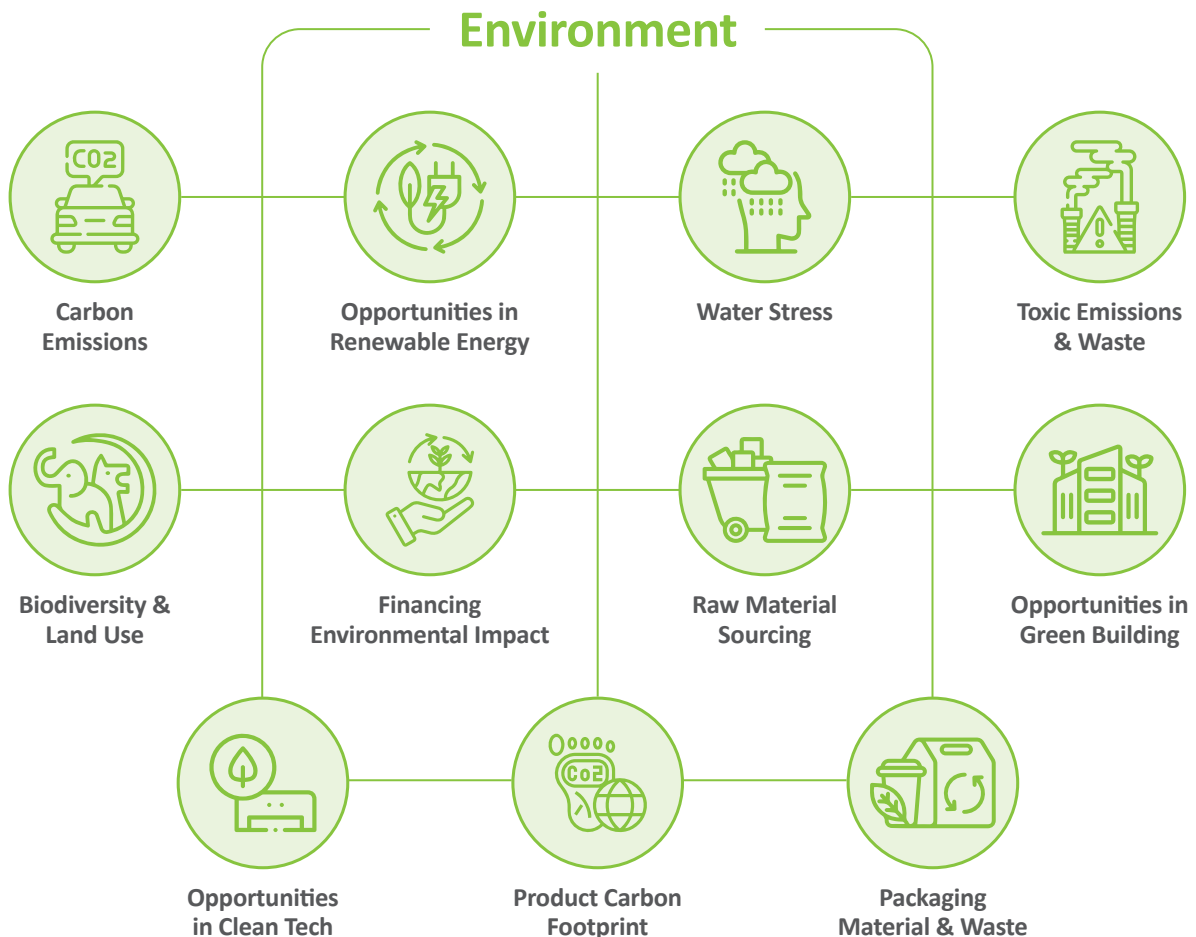 Environment
CO2
Carbon
Emissions
Opportunities in
Renewable Energy
Water Stress
Toxic Emissions
& Waste
Biodiversity &
Land Use
Financing
Environmental Impact
Raw Material
Sourcing
Opportunities in
Green Building
Co2
Opportunities
in Clean Tech
Product Carbon
Footprint
Packaging
Material & Waste